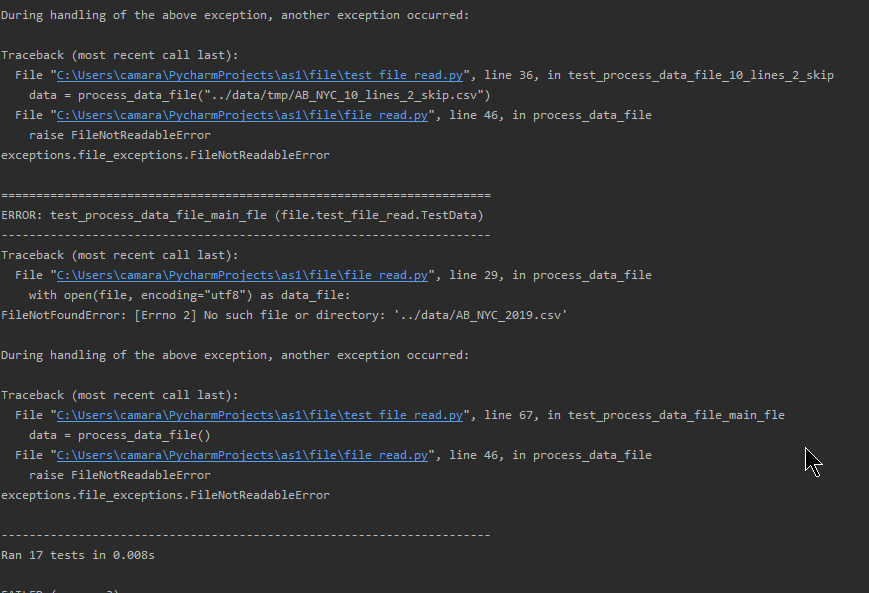 During handling of the above exception, another exception occurred:
Traceback (most recent call last):
File "C:\Users\camara\PycharmProjects\as1\file\test_file_read.py", line 36, in test_process_data_file_10_lines_2_skip
data = process_data_file("../data/tmp/AB_NYC_10_lines_2_skip.csv")
File "C:\Users\camara\PycharmProjects\as1\file\file_read.py", line 46, in process_data_file
raise FileNotReadableError
exceptions.file_exceptions.FileNotReadableError
======================================================================
ERROR: test_process_data_file_main_fle (file.test_file_read.TestData)
----------------------------------------------------------------------
Traceback (most recent call last):
File "C:\Users\camara\PycharmProjects\as1\file\file_read.py", line 29, in process_data_file
with open(file, encoding="utf8") as data_file:
FileNotFoundError: [Errno 2] No such file or directory: '../data/AB_NYC_2019.csv'
During handling of the above exception, another exception occurred:
Traceback (most recent call last):
File "C:\Users\camara\PycharmProjects\as1\file\test_file_read.py", line 67, in test_process_data_file_main_fle
data = process_data_file()
File "C:\Users\camara\PycharmProjects\as1\file\file_read.py", line 46, in process_data_file
raise FileNotReadableError
exceptions.file_exceptions.FileNotReadableError
----------------------------------------------------------------------
Ran 17 tests in 0.008s